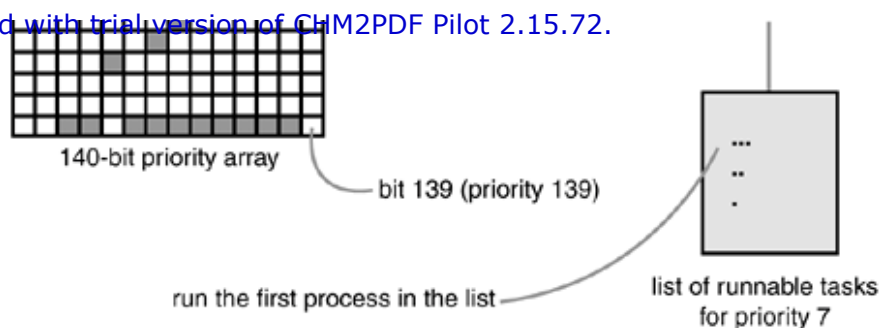 d with trial version of CHM2PDF Pilot 2.15.72.
140-bit priority array
bit 139 (priority 139)
run the first process in the list
list of runnable tasks
for priority 7